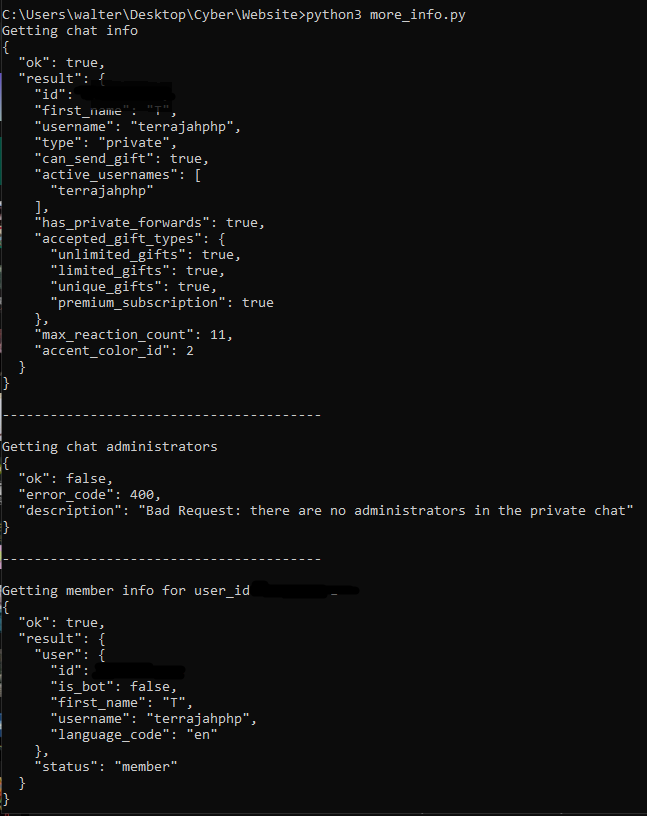 C:\Users\walter\Desktop\Cyber\Website>python3 more_info.py
Getting chat info
{
  "ok": true,
  "result": {
    "id":
    "first_name": "T",
    "username": "terrajahphp",
    "type": "private",
    "can_send_gift": true,
    "active_usernames": [
      "terrajahphp"
    ],
    "has_private_forwards": true,
    "accepted_gift_types": {
      "unlimited_gifts": true,
      "limited_gifts": true,
      "unique_gifts": true,
      "premium_subscription": true
    },
    "max_reaction_count": 11,
    "accent_color_id": 2
  }
}
----------------------------------------
Getting chat administrators
{
  "ok": false,
  "error_code": 400,
  "description": "Bad Request: there are no administrators in the private chat"
}
----------------------------------------
Getting member info for user_id
{
  "ok": true,
  "result": {
    "user": {
      "id":
      "is_bot": false,
      "first_name": "T",
      "username": "terrajahphp",
      "language_code": "en"
    },
    "status": "member"
  }
}